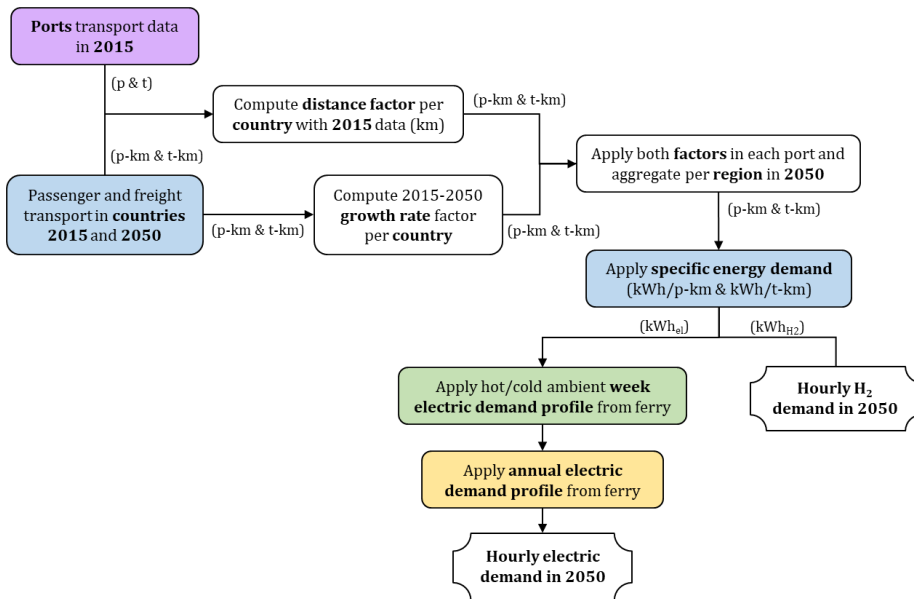 Ports transport data
in 2015
(p & t)
(p-km & t-km)
Compute distance factor per
country with 2015 data (km)
(p-km & t-km)
Passenger and freight
transport in countries
2015 and 2050
(p-km & t-km)
Compute 2015-2050
growth rate factor
per country
(p-km & t-km)
Apply both factors in each port and
aggregate per region in 2050
(p-km & t-km)
Apply specific energy demand
(kWh/p-km & kWh/t-km)
(kWhel)
(kWhH2)
Apply hot/cold ambient week
electric demand profile from ferry
Hourly H2
demand in 2050
Apply annual electric
demand profile from ferry
Hourly electric
demand in 2050